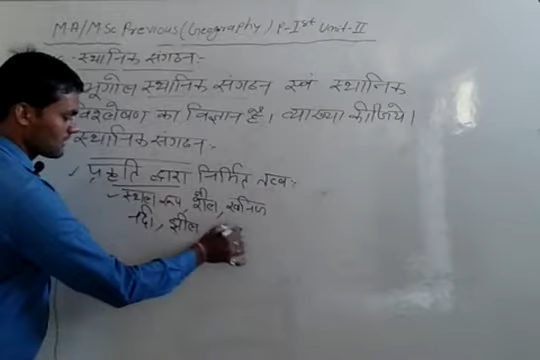 MA/MSc Previous (Geography) P-Ist Unit-II
स्थानिक संगठन :-
भूगोल स्थानिक संगठन एवं स्थानिक
विश्लेषण का विज्ञान है। व्याख्या कीजिये।
स्थानिक संगठन :-
प्रकृति द्वारा निर्मित तत्व :-
- स्थल रूप, शैल, खनिज
नदी, झील